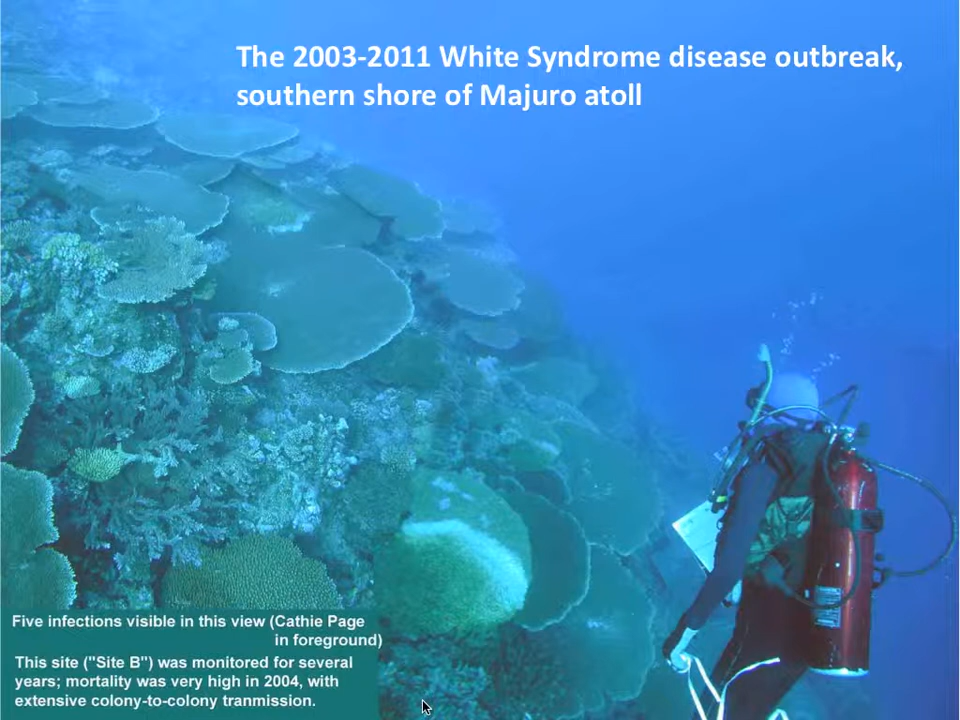 The 2003-2011 White Syndrome disease outbreak,
southern shore of Majuro atoll
Five infections visible in this view (Cathie Page
in foreground)
This site ("Site B") was monitored for several
years; mortality was very high in 2004, with
extensive colony-to-colony tranmission.